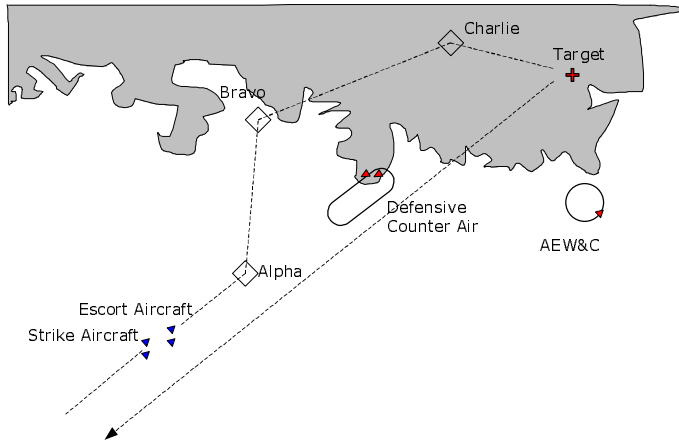 Charlie
Target
Bravo
Defensive
Counter Air
AEW&C
Alpha
Escort Aircraft
Strike Aircraft